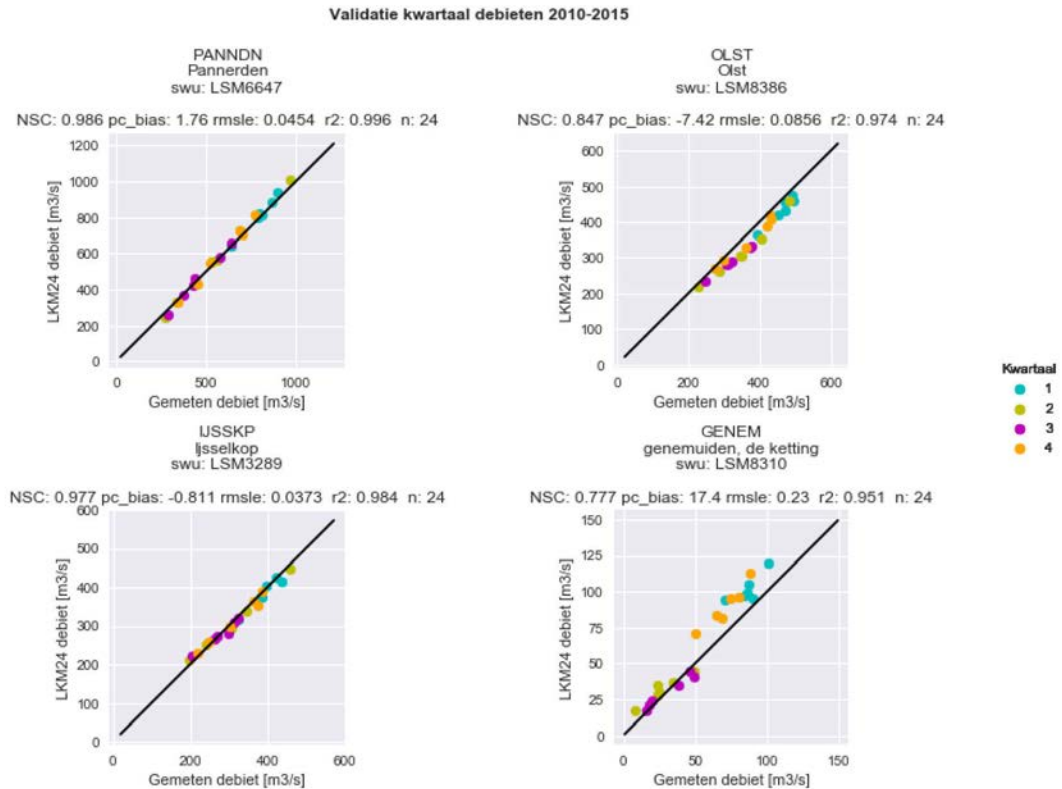 Validatie kwartaal debieten 2010-2015
PANNDN
Pannerden
swu: LSM6647
NSC: 0.986 pc_bias: 1.76 rmsle: 0.0454 r2: 0.996 n: 24
1200
1000
800
600
400
200
0
LKM24 debiet [m3/s]
0 500 1000
Gemeten debiet [m3/s]
OLST
Olst
swu: LSM8386
NSC: 0.847 pc_bias: -7.42 rmsle: 0.0856 r2: 0.974 n: 24
600
500
400
300
200
100
0
LKM24 debiet [m3/s]
0 200 400 600
Gemeten debiet [m3/s]
Kwartaal
1
2
3
4
IJSSKP
Ijsselkop
swu: LSM3289
NSC: 0.977 pc_bias: -0.811 rmsle: 0.0373 r2: 0.984 n: 24
600
500
400
300
200
100
0
LKM24 debiet [m3/s]
0 200 400 600
Gemeten debiet [m3/s]
GENEM
genemuiden, de ketting
swu: LSM8310
NSC: 0.777 pc_bias: 17.4 rmsle: 0.23 r2: 0.951 n: 24
150
125
100
75
50
25
0
LKM24 debiet [m3/s]
0 50 100 150
Gemeten debiet [m3/s]